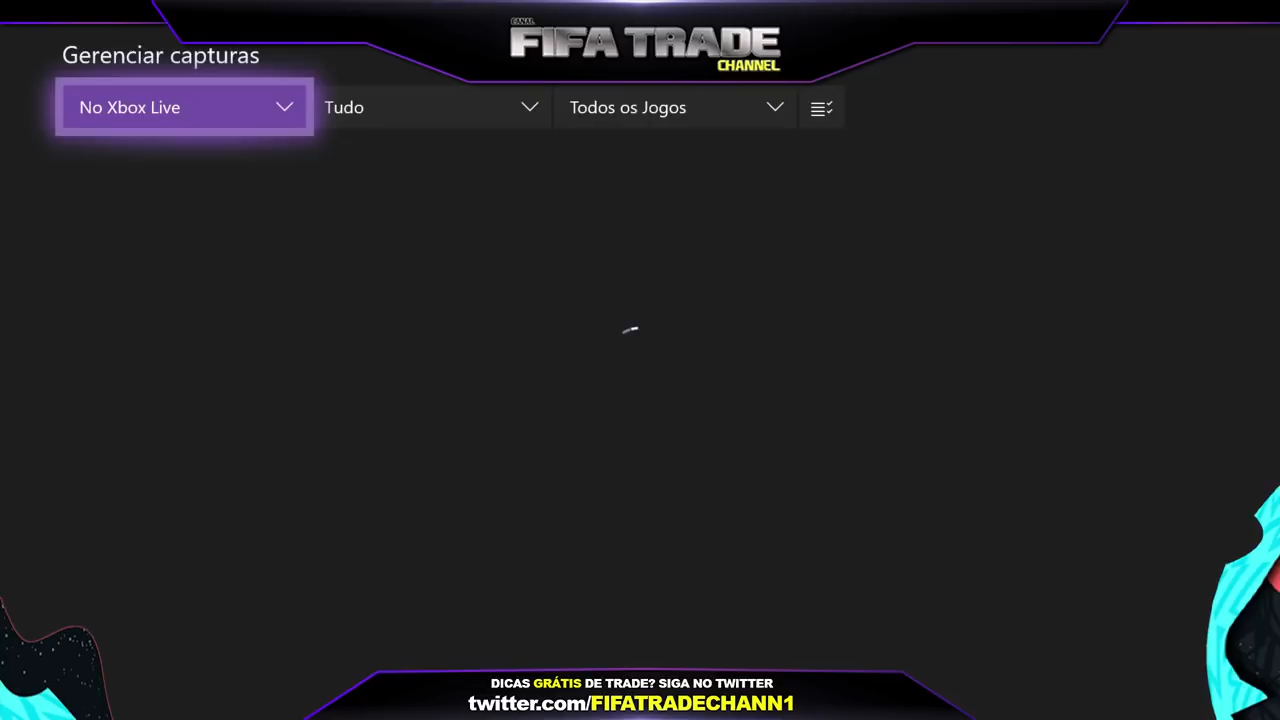 CANAL
FIFA TRADE
CHANNEL
Gerenciar capturas
No Xbox Live
Tudo
Todos os Jogos
DICAS GRÁTIS DE TRADE? SIGA NO TWITTER
twitter.com/FIFATRADECHANN1